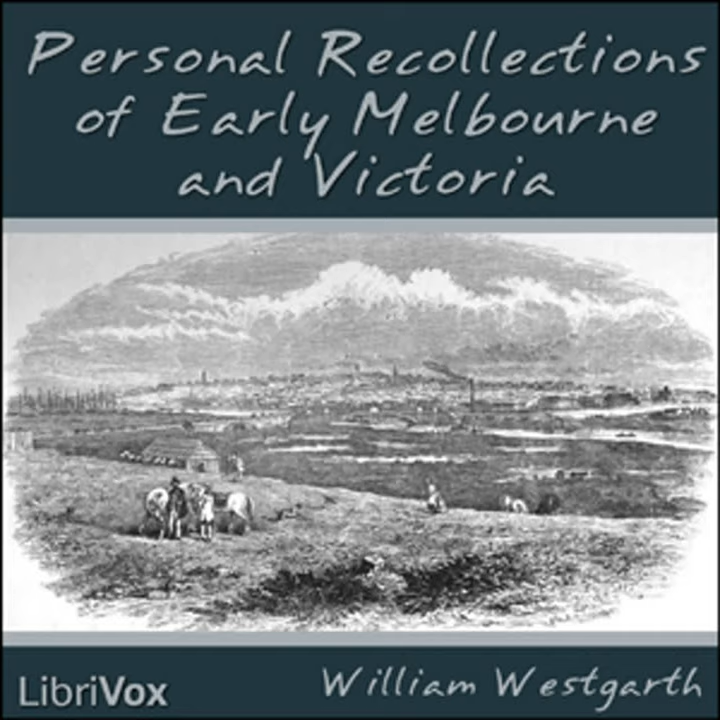 Personal Recollections
of Early Melbourne
and Victoria
LibriVox
William Westgarth